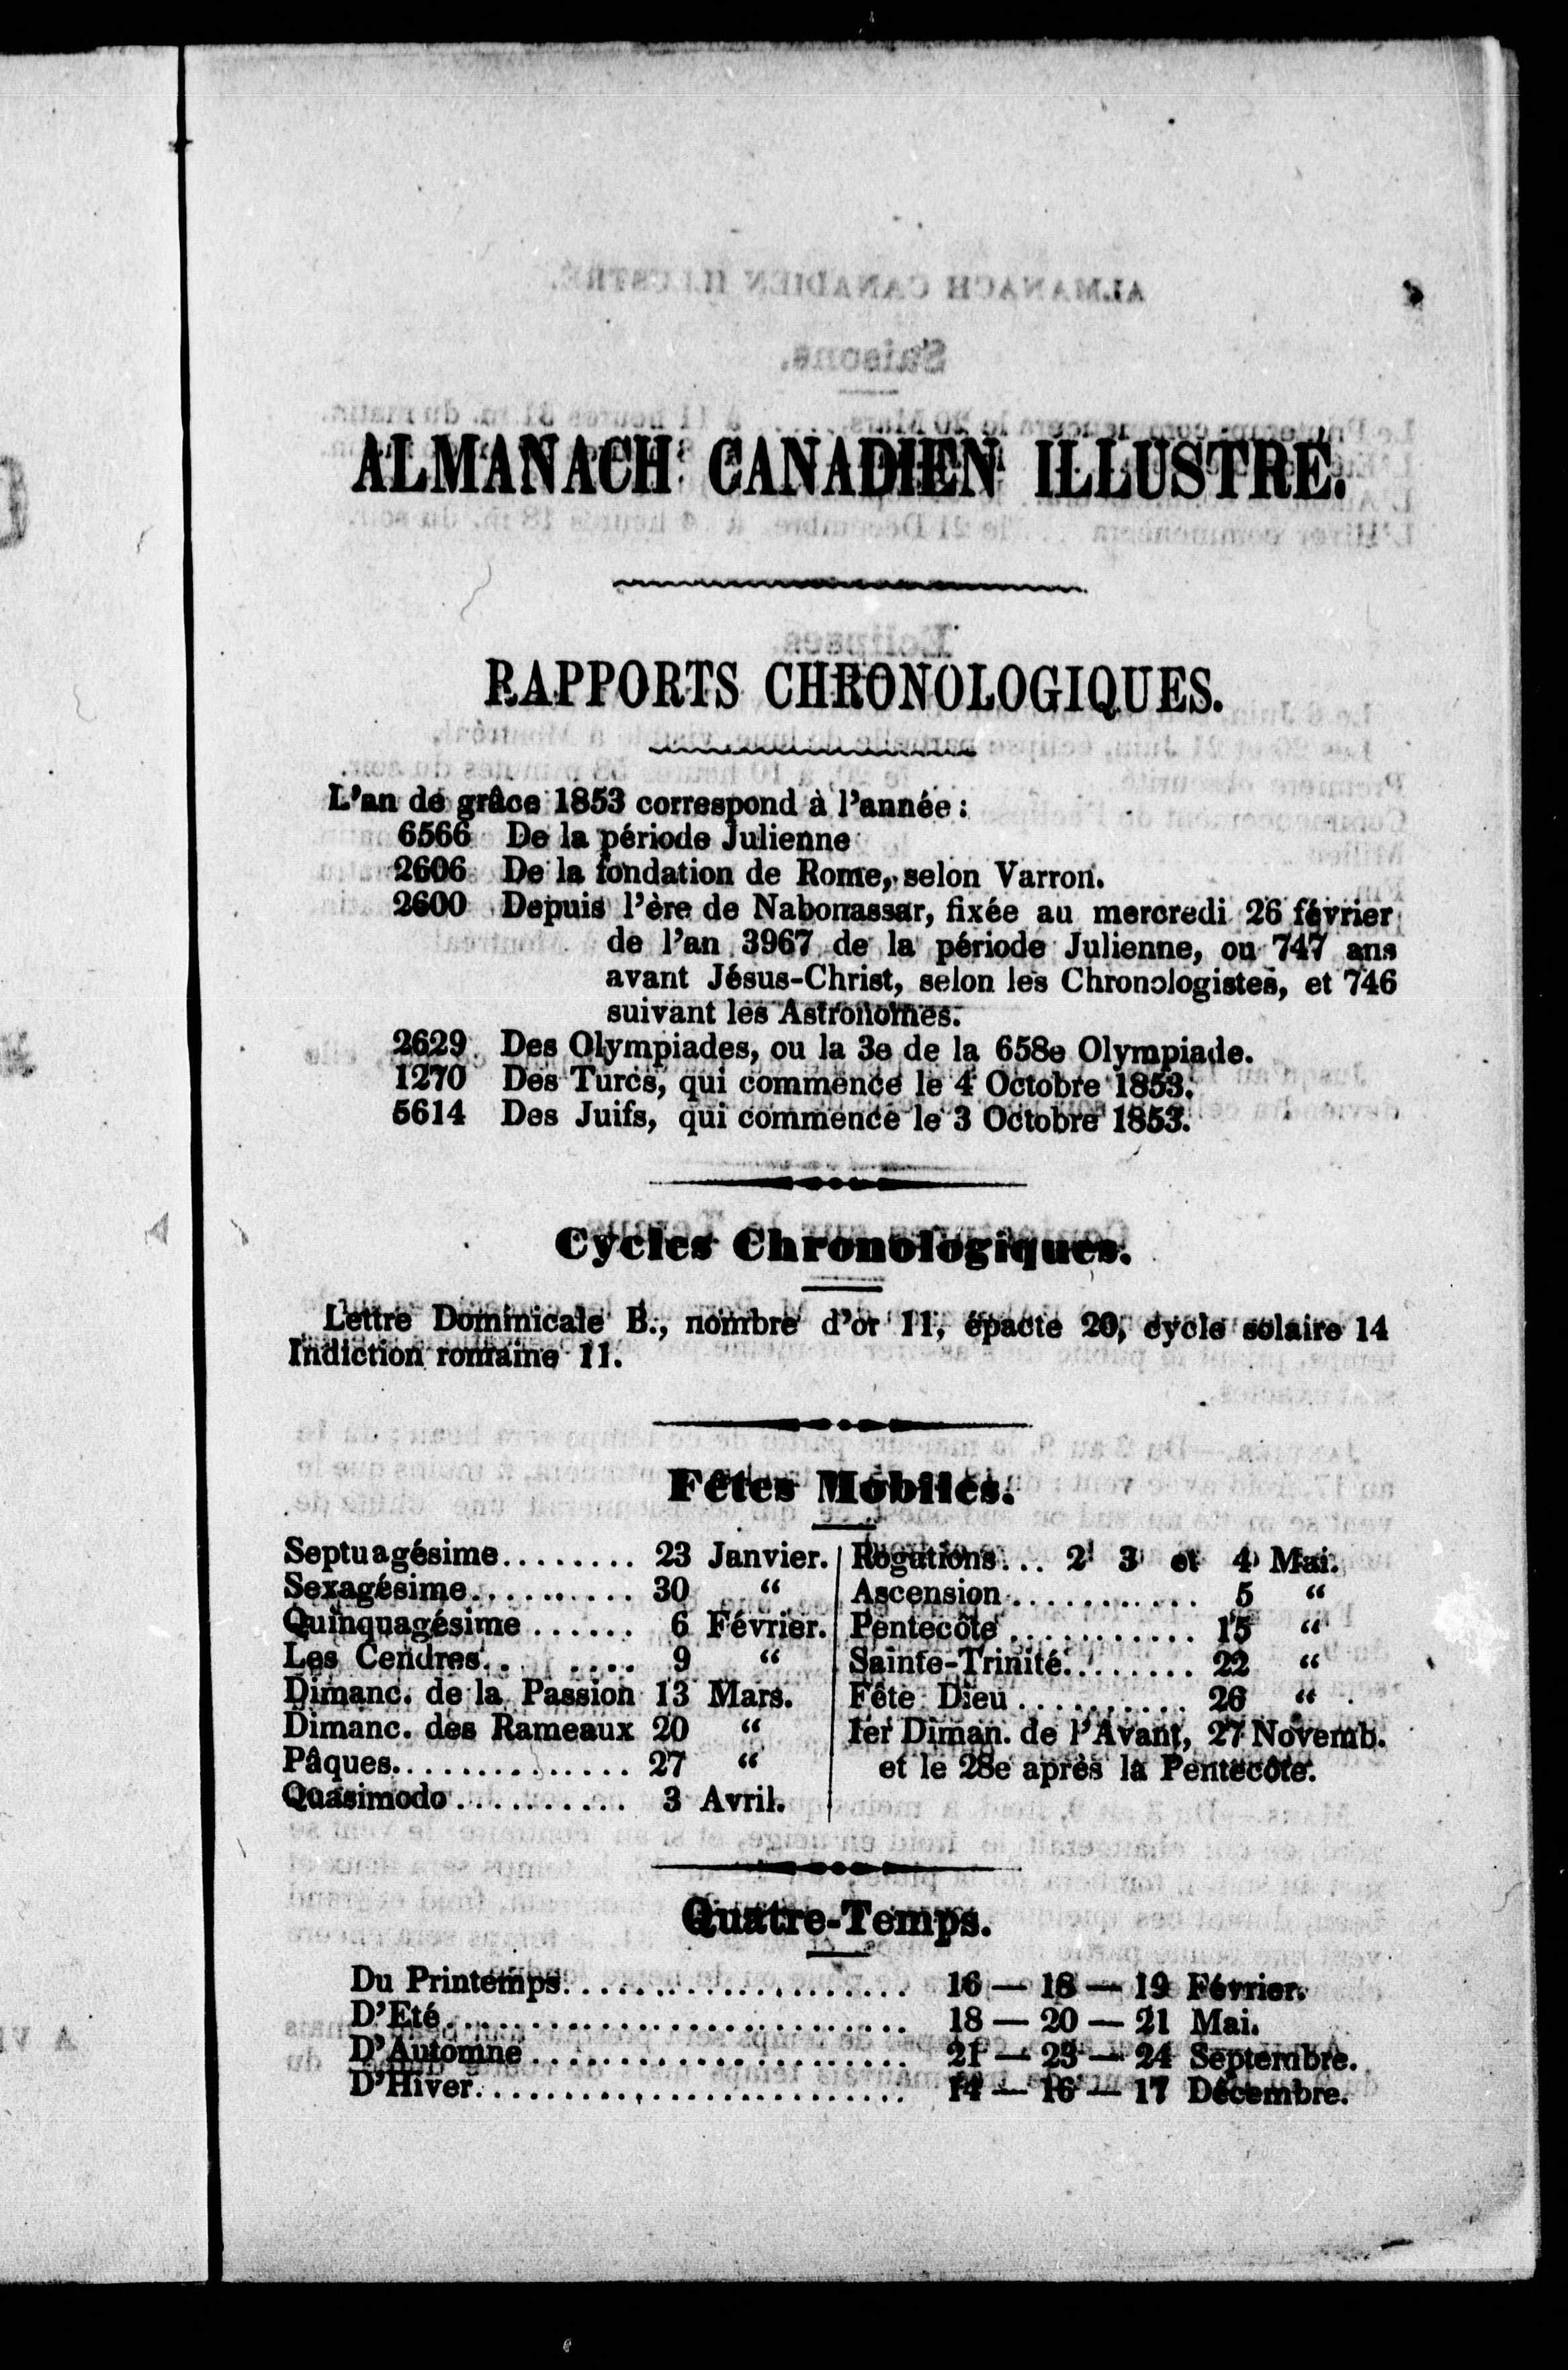 ALMANACH CANADIEN ILLUSTRÉ.
RAPPORTS CHRONOLOGIQUES.
L'an de grâce 1853 correspond à l'année :
6566 De la période Julienne
2606 De la fondation de Rome, selon Varron.
2600 Depuis l'ère de Nabonassar, fixée au mercredi 26 février
de l'an 3967 de la période Julienne, ou 747 ans
avant Jésus-Christ, selon les Chronologistes, et 746
suivant les Astronomes.
2629 Des Olympiades, ou la 3e de la 658e Olympiade.
1270 Des Turcs, qui commence le 4 Octobre 1853.
5614 Des Juifs, qui commence le 3 Octobre 1853.
Cycles Chronologiques.
Lettre Dominicale B., nombre d'or 11, épacte 20, cycle solaire 14
Indiction romaine 11.
Fêtes Mobiles.
Septuagésime........ 23 Janvier.
Sexagésime.......... 30 “
Quinquagésime...... 6 Février.
Les Cendres.. .... 9 “
Dimanc. de la Passion 13 Mars.
Dimanc. des Rameaux 20 “
Pâques.............. 27 “
Quasimodo........... 3 Avril.
Rogations... 2 3 et 4 Mai.
Ascension........... 5 “
Pentecôte........... 15 “
Sainte-Trinité........ 22 “
Fête Dieu.......... 26 “
1er Diman. de l'Avant, 27 Novemb.
et le 28e après la Pentecôte.
Quatre-Temps.
Du Printemps.................... 16 — 18 — 19 Février.
D'Eté........................... 18 — 20 — 21 Mai.
D'Automne...................... 21 — 23 — 24 Septembre.
D'Hiver......................... 14 — 16 — 17 Décembre.